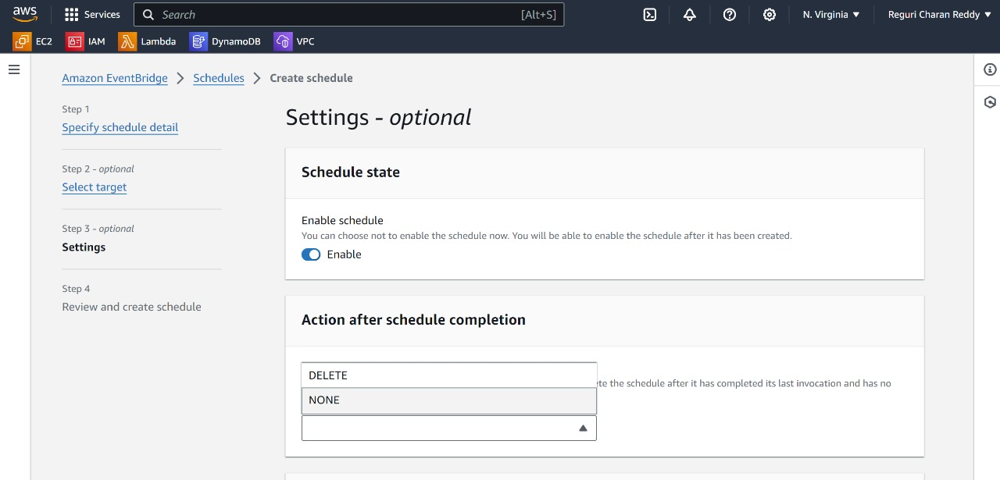 aws
Services
Search
[Alt+S]
N. Virginia
Reguri Charan Reddy
EC2
IAM
Lambda
DynamoDB
VPC
Amazon EventBridge
Schedules
Create schedule
Step 1
Specify schedule detail
Step 2 - optional
Select target
Step 3 - optional
Settings
Step 4
Review and create schedule
Settings - optional
Schedule state
Enable schedule
You can choose not to enable the schedule now. You will be able to enable the schedule after it has been created.
Enable
Action after schedule completion
DELETE
the schedule after it has completed its last invocation and has no
NONE